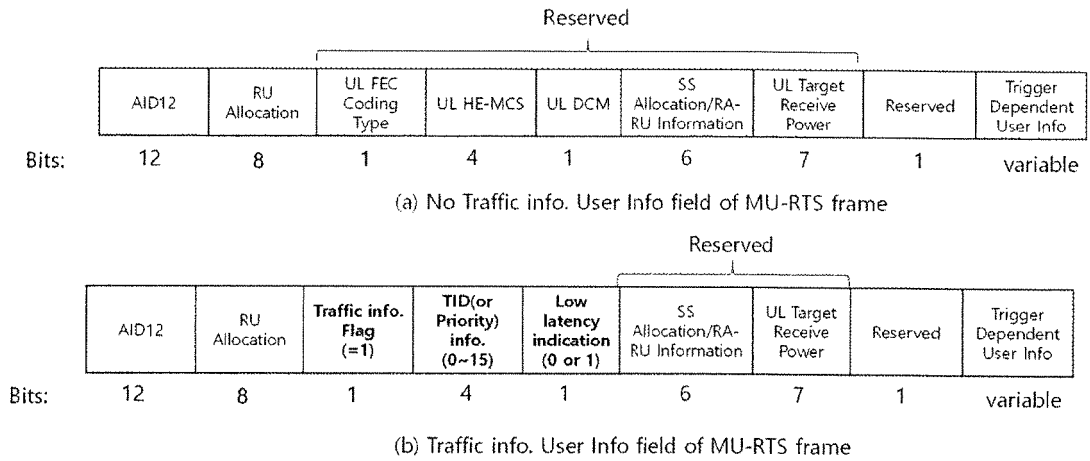 Reserved
AID12 RU Allocation UL FEC Coding Type UL HE-MCS UL DCM SS Allocation/RA-RU Information UL Target Receive Power Reserved Trigger Dependent User Info
Bits: 12 8 1 4 1 6 7 1 variable
(a) No Traffic info. User Info field of MU-RTS frame
Reserved
AID12 RU Allocation Traffic info. Flag (=1) TID(or Priority) info. (0~15) Low latency indication (0 or 1) SS Allocation/RA-RU Information UL Target Receive Power Reserved Trigger Dependent User Info
Bits: 12 8 1 4 1 6 7 1 variable
(b) Traffic info. User Info field of MU-RTS frame